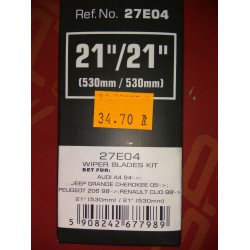 Ref. No. 27E04
21"/21"
(530mm / 530mm)
34.70 zł
27E04
WIPER BLADES KIT
SET FOR:
AUDI A4 94->;
JEEP GRANDE CHEROKEE 05->;
PEUGEOT 206 98->;RENAULT CLIO 98->
21" (530mm) / 21" (530mm)
5 908242 677989